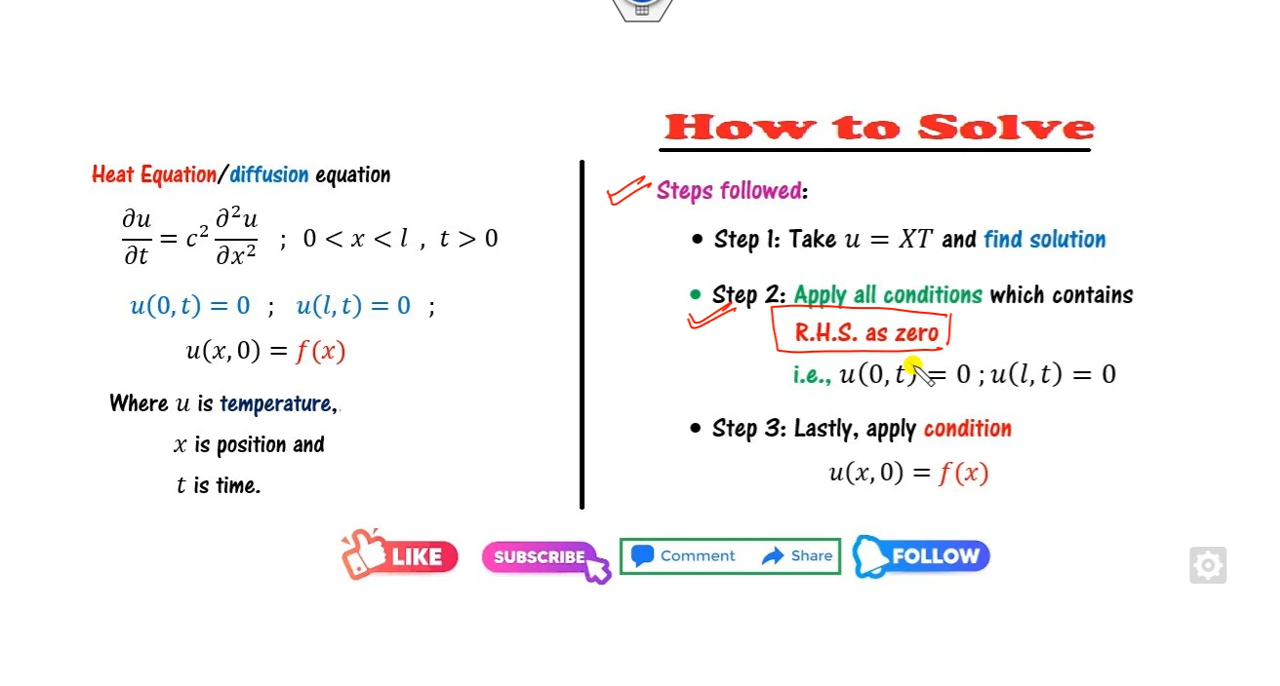 How to Solve
Heat Equation/diffusion equation
∂u/∂t = c² ∂²u/∂x² ; 0 < x < l , t > 0
u(0, t) = 0 ; u(l, t) = 0 ;
u(x, 0) = f(x)
Where u is temperature,
x is position and
t is time.
Steps followed:
• Step 1: Take u = XT and find solution
• Step 2: Apply all conditions which contains
R.H.S. as zero
i.e., u(0, t) = 0 ; u(l, t) = 0
• Step 3: Lastly, apply condition
u(x, 0) = f(x)
LIKE
SUBSCRIBE
Comment
Share
FOLLOW